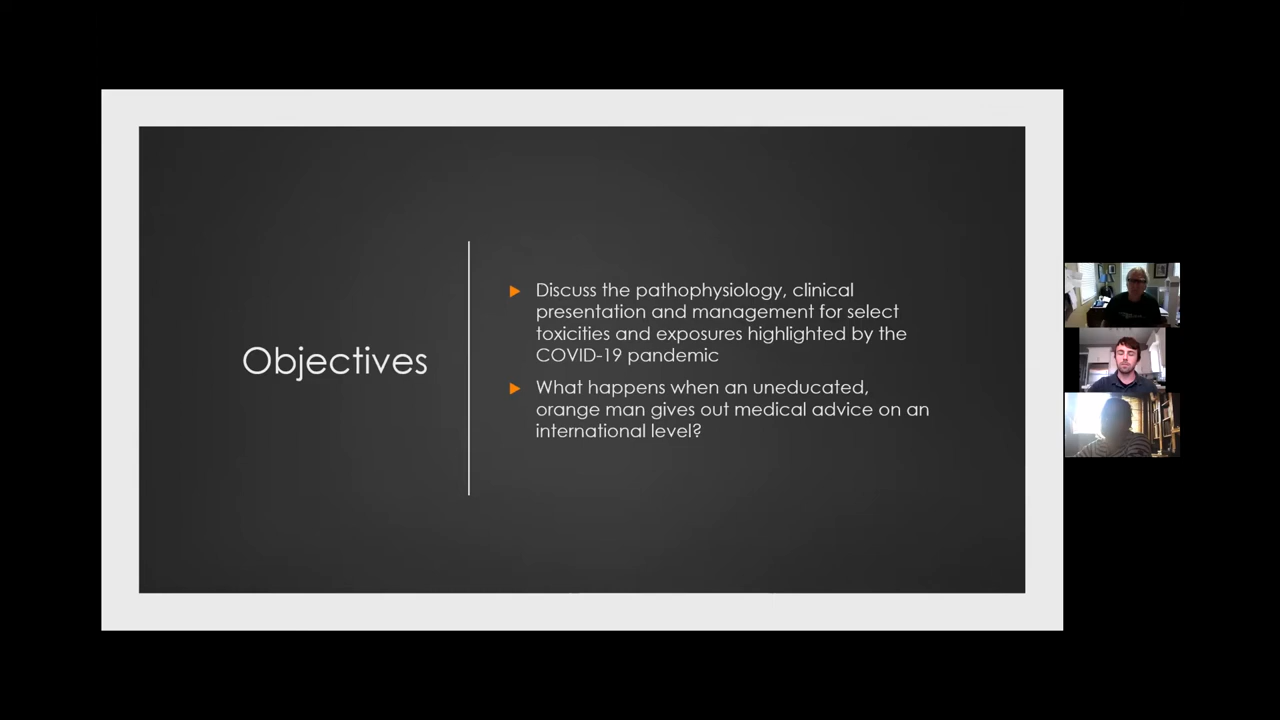 Objectives
Discuss the pathophysiology, clinical
presentation and management for select
toxicities and exposures highlighted by the
COVID-19 pandemic
What happens when an uneducated,
orange man gives out medical advice on an
international level?